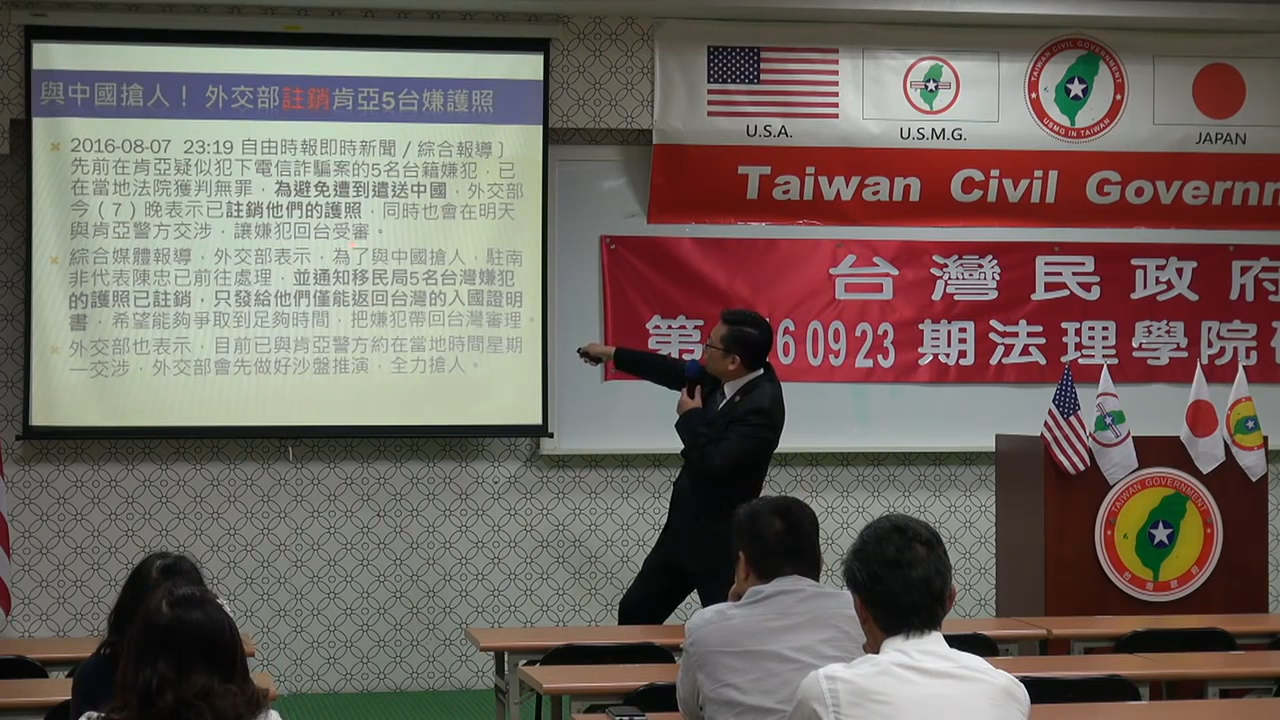 與中國搶人！ 外交部註銷肯亞5台嫌護照
2016-08-07 23:19 自由時報即時新聞／綜合報導〕
先前在肯亞疑似犯下電信詐騙案的5名台籍嫌犯，已
在當地法院獲判無罪，為避免遭到遣送中國，外交部
今（7）晚表示已註銷他們的護照，同時也會在明天
與肯亞警方交涉，讓嫌犯回台受審。
綜合媒體報導，外交部表示，為了與中國搶人，駐南
非代表陳忠已前往處理，並通知移民局5名台灣嫌犯
的護照已註銷，只發給他們僅能返回台灣的入國證明
書，希望能夠爭取到足夠時間，把嫌犯帶回台灣審理。
外交部也表示，目前已與肯亞警方約在當地時間星期
一交涉，外交部會先做好沙盤推演，全力搶人。
U.S.A.
U.S.M.G.
TAIWAN CIVIL GOVERNMENT
USMG IN TAIWAN
JAPAN
Taiwan Civil Governm
台灣民政府
第 16 09 23 期法理學院
TAIWAN GOVERNMENT
台灣政府